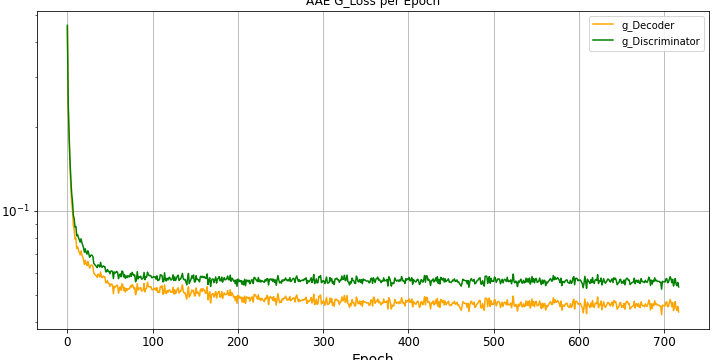 AAE G_Loss per Epoch
g_Decoder
g_Discriminator
10⁻¹
0 100 200 300 400 500 600 700
Epoch